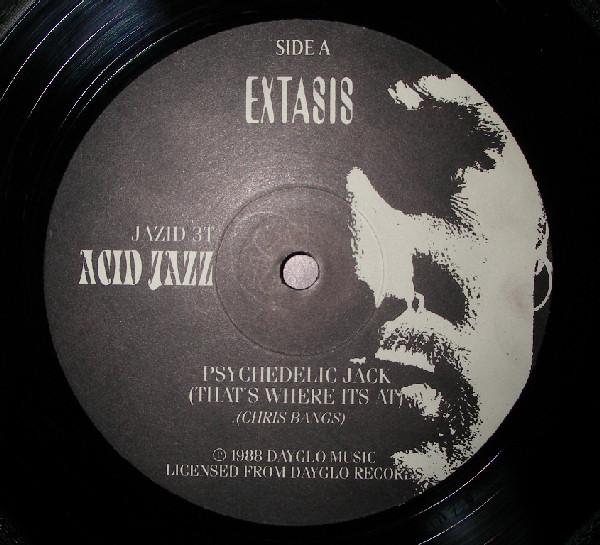 SIDE A
EXTASIS
JAZID 3T
ACID JAZZ
PSYCHEDELIC JACK
(THAT'S WHERE ITS AT)
(CHRIS BANGS)
Ⓟ 1988 DAYGLO MUSIC
LICENSED FROM DAYGLO RECORDS